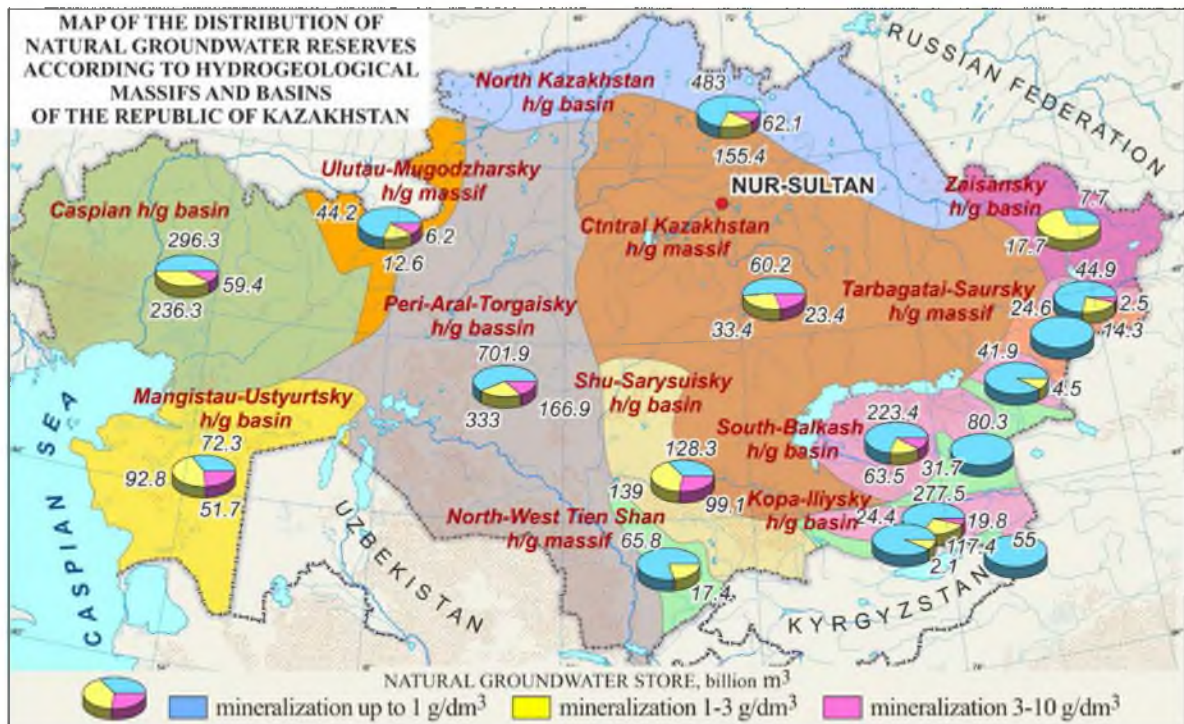 MAP OF THE DISTRIBUTION OF
NATURAL GROUNDWATER RESERVES
ACCORDING TO HYDROGEOLOGICAL
MASSIFS AND BASINS
OF THE REPUBLIC OF KAZAKHSTAN
RUSSIAN FEDERATION
North Kazakhstan
h/g basin
483
62.1
155.4
Ulutau-Mugodzharsky
h/g massif
44.2
6.2
12.6
NUR-SULTAN
Zaisansky
h/g basin
7.7
17.7
Caspian h/g basin
296.3
59.4
236.3
Ctntral Kazakhstan
h/g massif
60.2
33.4
23.4
Tarbagatai-Saursky
h/g massif
44.9
24.6
2.5
14.3
Peri-Aral-Torgaisky
h/g bassin
701.9
333
166.9
41.9
4.5
Mangistau-Ustyurtsky
h/g basin
72.3
92.8
51.7
Shu-Sarysuisky
h/g basin
128.3
139
99.1
South-Balkash
h/g basin
223.4
63.5
31.7
80.3
Kopa-Iliysky
h/g basin
277.5
24.4
19.8
117.4
2.1
55
North-West Tien Shan
h/g massif
65.8
17.4
CASPIAN SEA
UZBEKISTAN
KYRGYZSTAN
NATURAL GROUNDWATER STORE, billion m³
mineralization up to 1 g/dm³
mineralization 1-3 g/dm³
mineralization 3-10 g/dm³